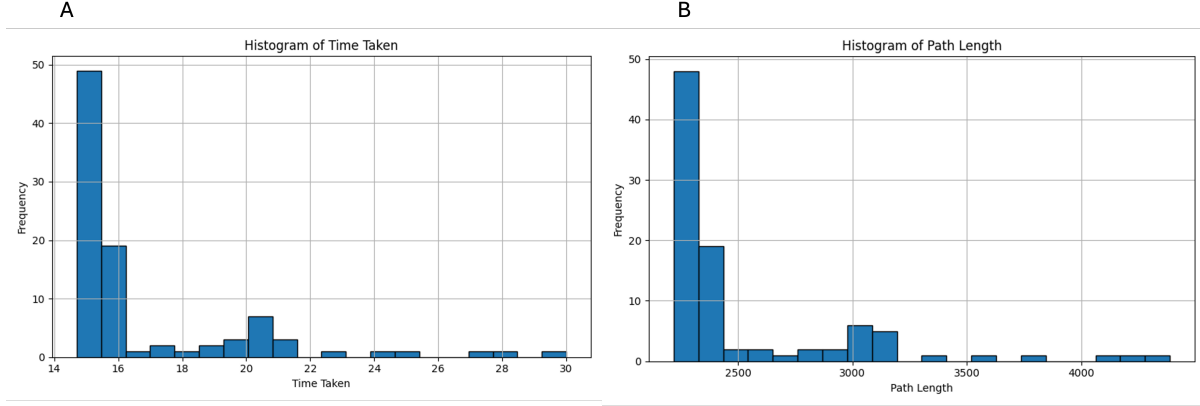 A
B
Histogram of Time Taken
50
40
30
20
10
0
Frequency
14 16 18 20 22 24 26 28 30
Time Taken
Histogram of Path Length
50
40
30
20
10
0
Frequency
2500 3000 3500 4000
Path Length